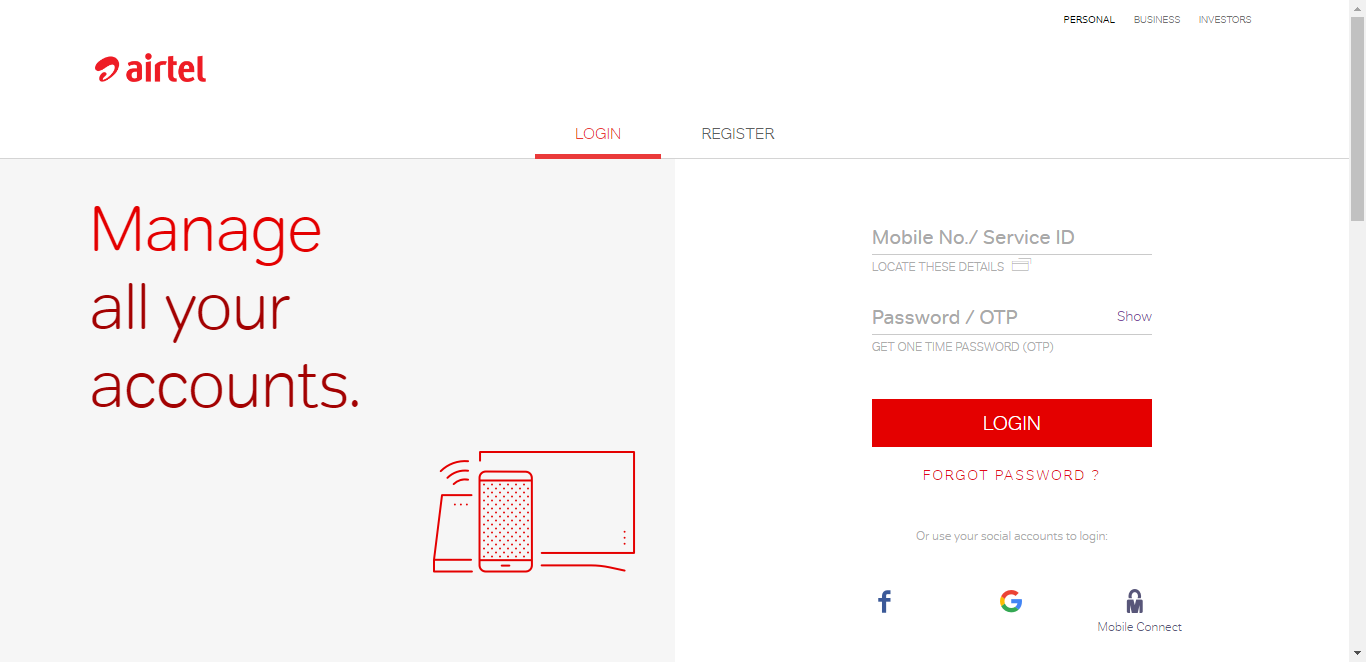 PERSONAL BUSINESS INVESTORS
airtel
LOGIN REGISTER
Manage
all your
accounts.
Mobile No./ Service ID
LOCATE THESE DETAILS
Password / OTP Show
GET ONE TIME PASSWORD (OTP)
LOGIN
FORGOT PASSWORD ?
Or use your social accounts to login:
Mobile Connect